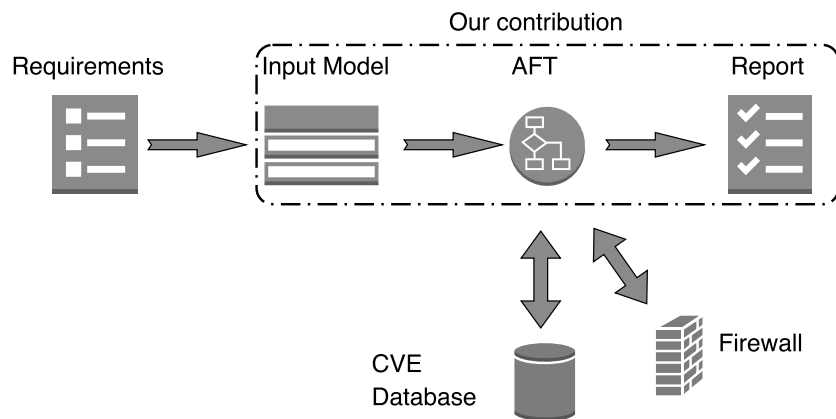 Our contribution
Requirements
Input Model
AFT
Report
CVE
Database
Firewall